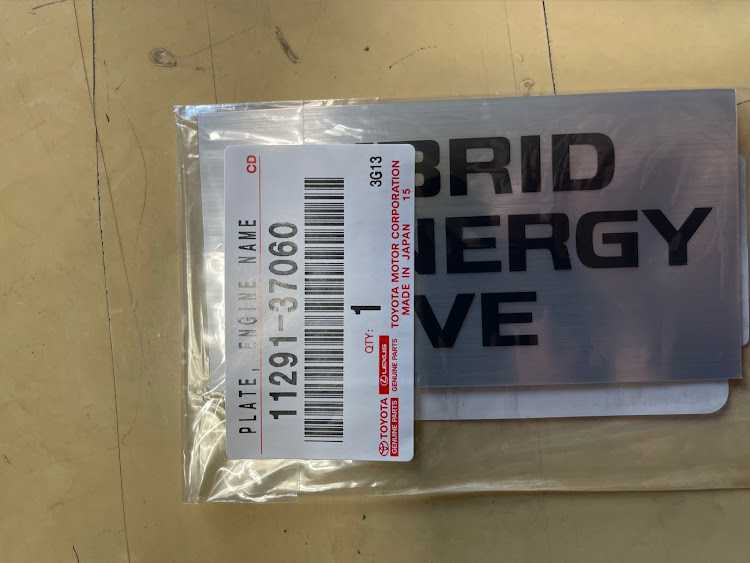 PLATE, ENGINE NAME
CD
11291-37060
QTY: 1
3G13
TOYOTA
GENUINE PARTS
LEXUS
GENUINE PARTS
TOYOTA MOTOR CORPORATION
MADE IN JAPAN 15
BRID
NERGY
VE